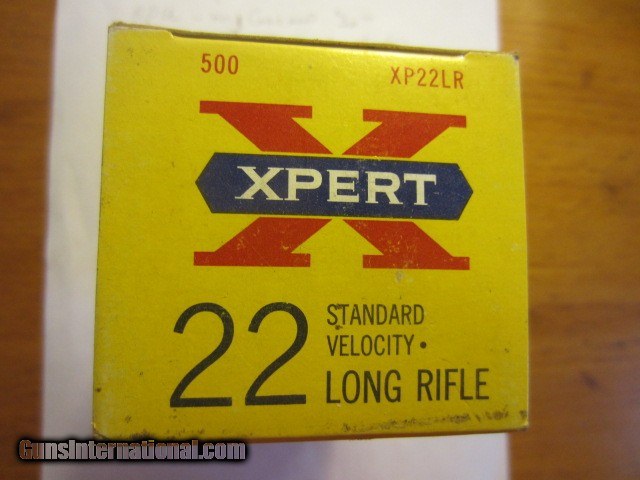 500 XP22LR
XPERT
22 STANDARD
VELOCITY •
LONG RIFLE
GunsInternational.com